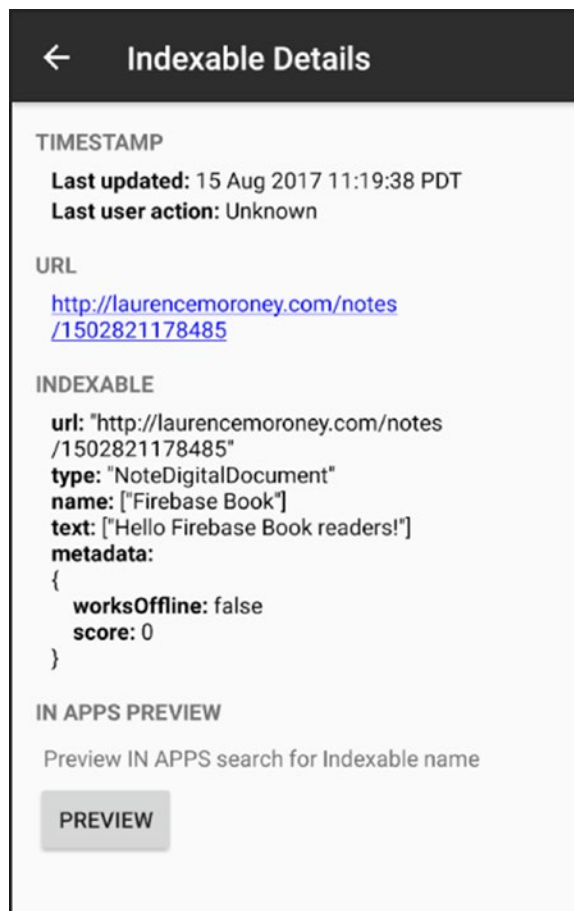 Indexable Details
TIMESTAMP
Last updated: 15 Aug 2017 11:19:38 PDT
Last user action: Unknown
URL
http://laurencemoroney.com/notes
/1502821178485
INDEXABLE
url: "http://laurencemoroney.com/notes
/1502821178485"
type: "NoteDigitalDocument"
name: ["Firebase Book"]
text: ["Hello Firebase Book readers!"]
metadata:
{
worksOffline: false
score: 0
}
IN APPS PREVIEW
Preview IN APPS search for Indexable name
PREVIEW